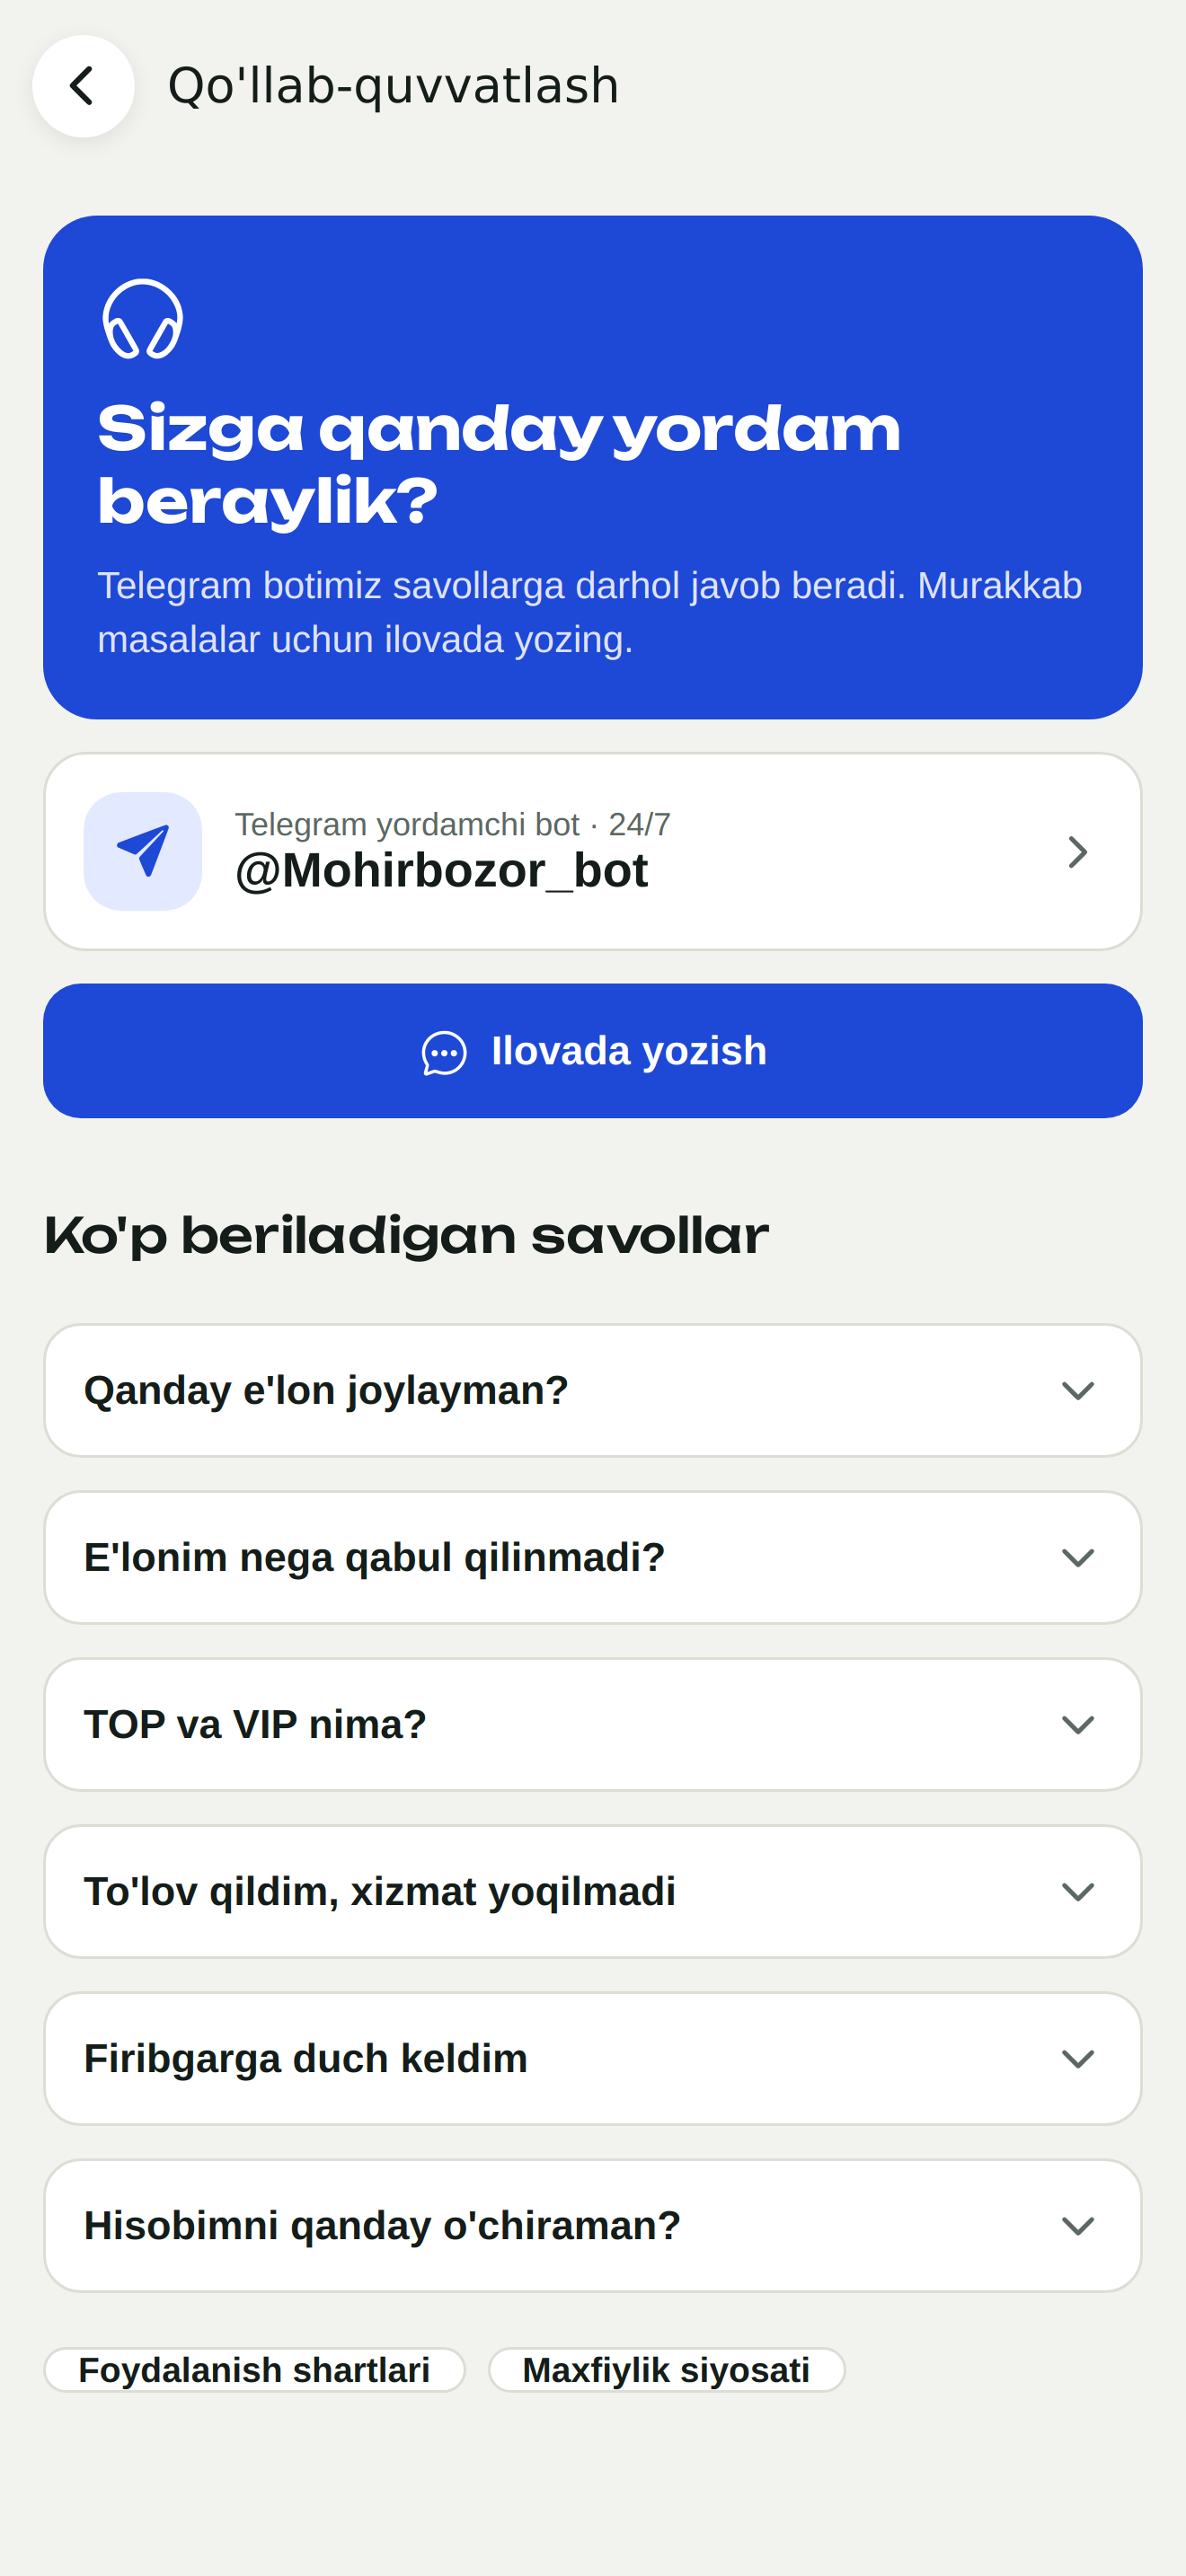 Qo'llab-quvvatlash
Sizga qanday yordam
beraylik?
Telegram botimiz savollarga darhol javob beradi. Murakkab
masalalar uchun ilovada yozing.
Telegram yordamchi bot · 24/7
@Mohirbozor_bot
Ilovada yozish
Ko'p beriladigan savollar
Qanday e'lon joylayman?
E'lonim nega qabul qilinmadi?
TOP va VIP nima?
To'lov qildim, xizmat yoqilmadi
Firibgarga duch keldim
Hisobimni qanday o'chiraman?
Foydalanish shartlari
Maxfiylik siyosati